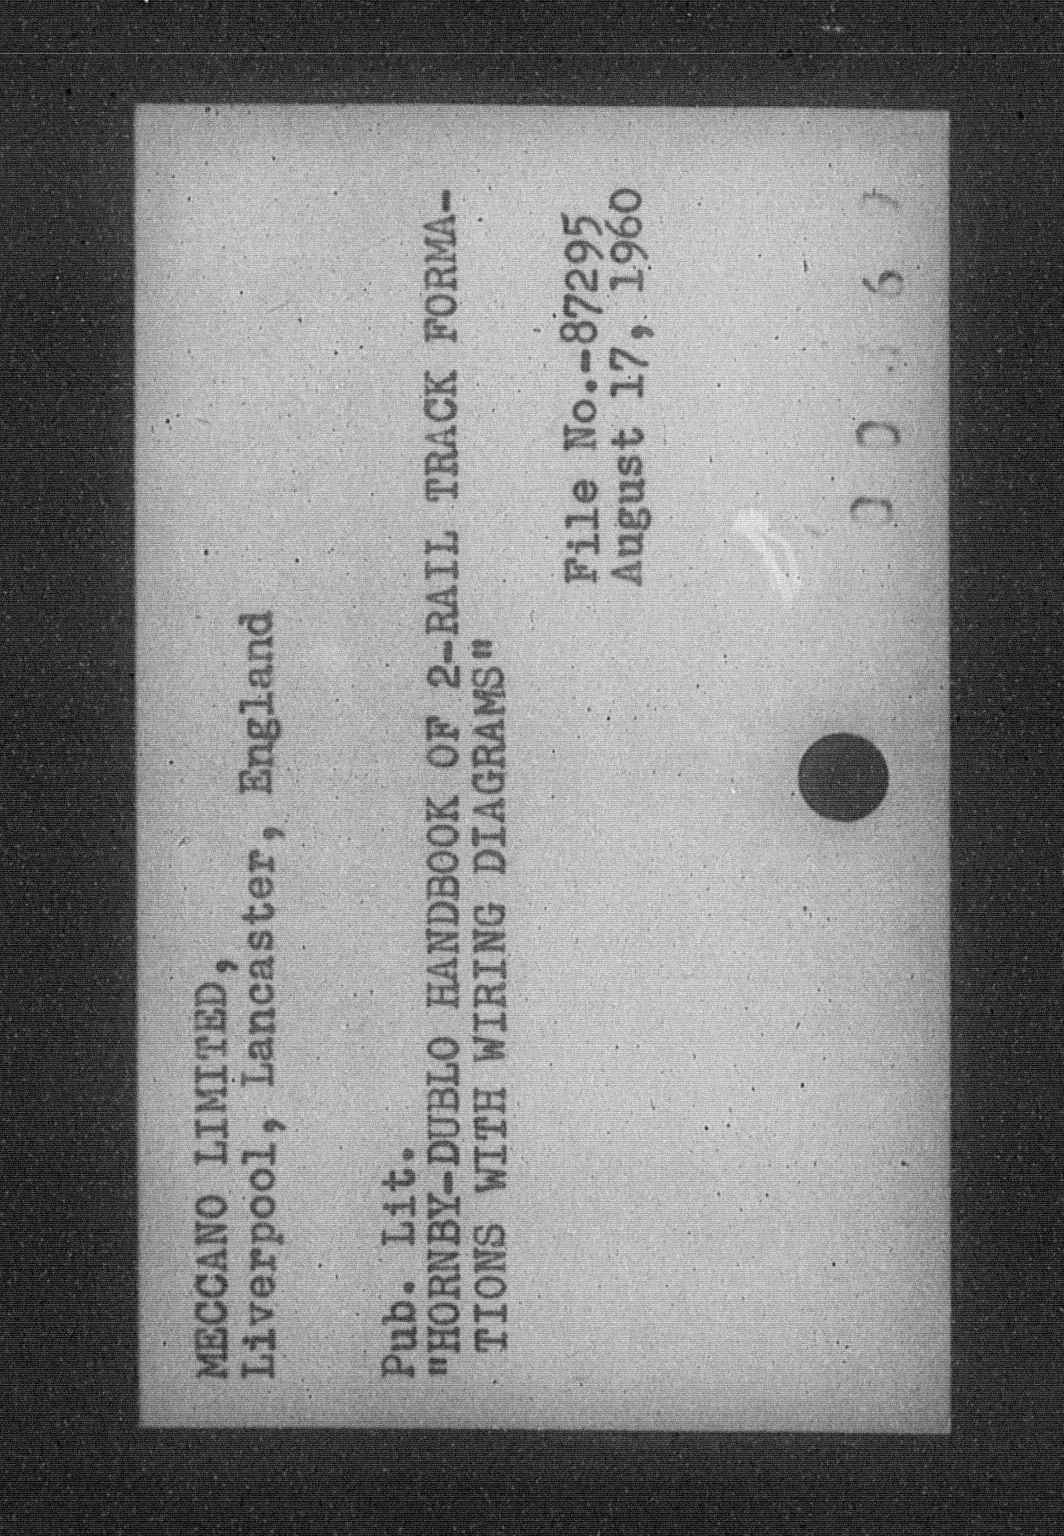 MECCANO LIMITED,
Liverpool, Lancaster, England
Pub. Lit.
"HORNBY-DUBLO HANDBOOK OF 2-RAIL TRACK FORMA-
TIONS WITH WIRING DIAGRAMS"
File No.-87295
August 17, 1960